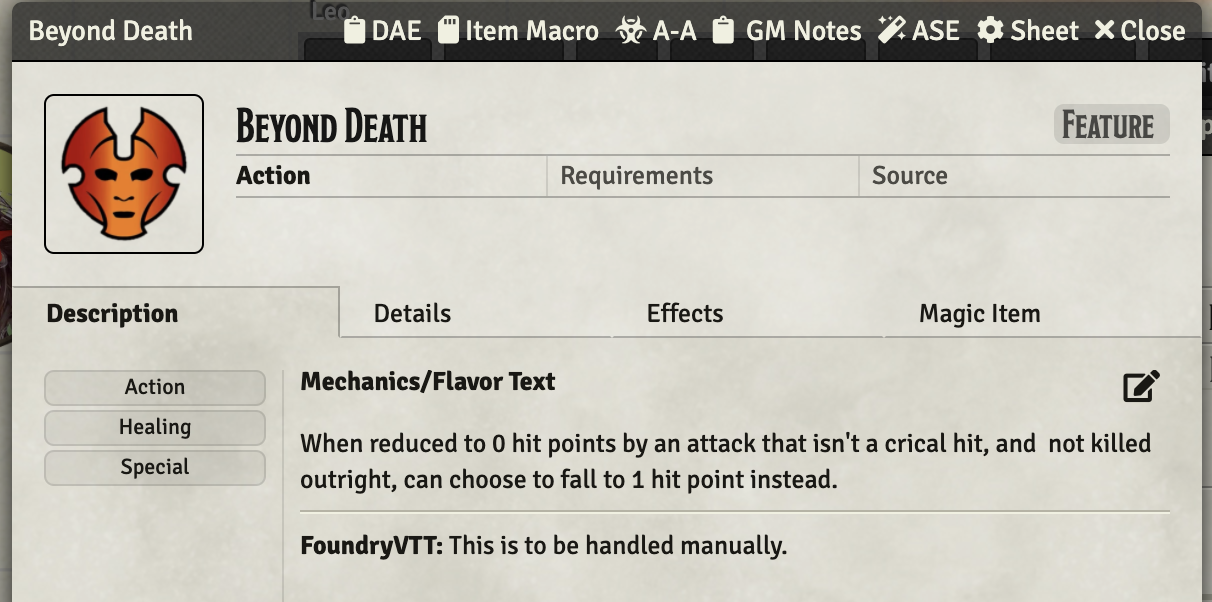 Leo
Beyond Death DAE Item Macro A-A GM Notes ASE Sheet Close
Beyond Death Feature
Action Requirements Source
Description Details Effects Magic Item
Action
Healing
Special
Mechanics/Flavor Text
When reduced to 0 hit points by an attack that isn't a crical hit, and  not killed
outright, can choose to fall to 1 hit point instead.
FoundryVTT: This is to be handled manually.